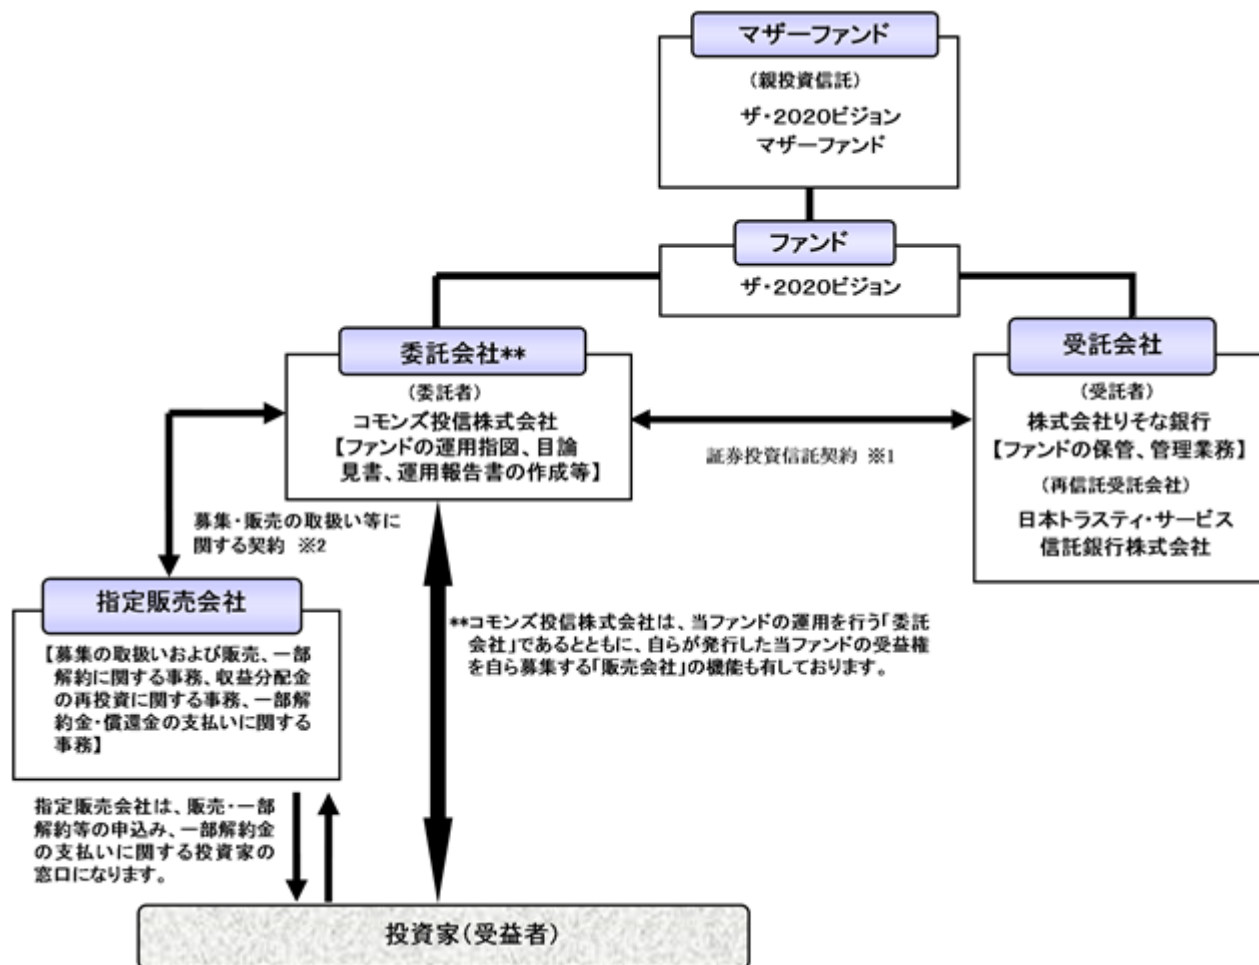 マザーファンド
(親投資信託)
ザ・2020ビジョン
マザーファンド
ファンド
ザ・2020ビジョン
委託会社**
(委託者)
コモンズ投信株式会社
【ファンドの運用指図、目論
見書、運用報告書の作成等】
証券投資信託契約 ※1
受託会社
(受託者)
株式会社りそな銀行
【ファンドの保管、管理業務】
(再信託受託会社)
日本トラスティ・サービス
信託銀行株式会社
募集・販売の取扱い等に
関する契約 ※2
指定販売会社
【募集の取扱いおよび販売、一部
解約に関する事務、収益分配金
の再投資に関する事務、一部解
約金・償還金の支払いに関する
事務】
**コモンズ投信株式会社は、当ファンドの運用を行う「委託
会社」であるとともに、自らが発行した当ファンドの受益権
を自ら募集する「販売会社」の機能も有しております。
指定販売会社は、販売・一部
解約等の申込み、一部解約金
の支払いに関する投資家の
窓口になります。
投資家(受益者)